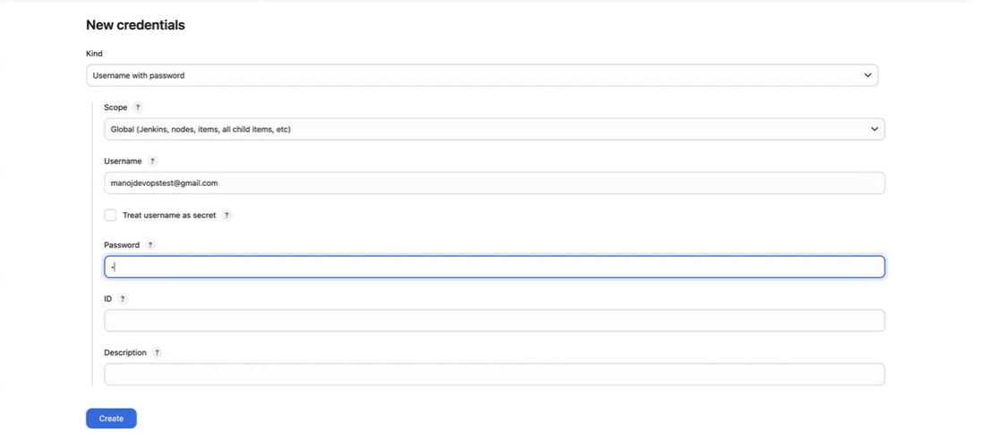 New credentials
Kind
Username with password
Scope ?
Global (Jenkins, nodes, items, all child items, etc)
Username ?
manojdevopstest@gmail.com
Treat username as secret ?
Password ?
•
ID ?
Description ?
Create